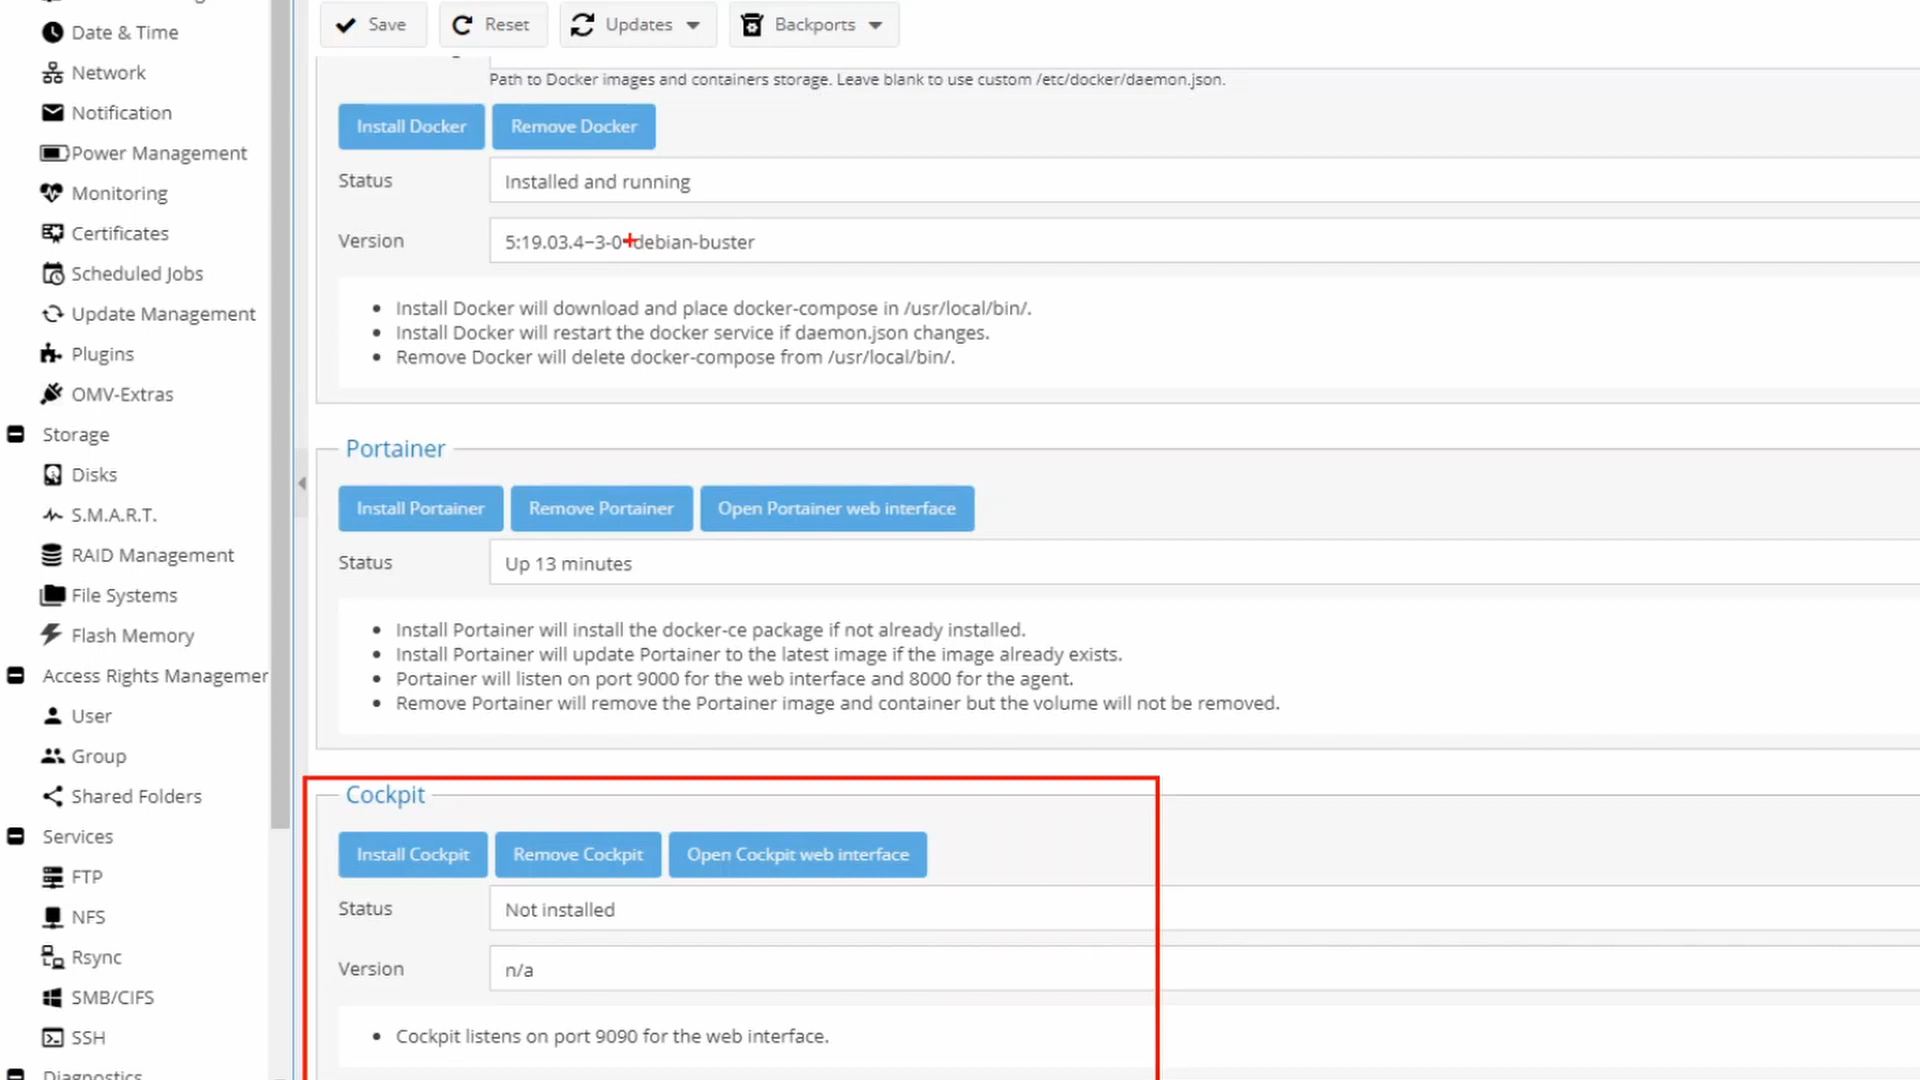 Save
Reset
Updates
Backports
Date & Time
Network
Notification
Power Management
Monitoring
Certificates
Scheduled Jobs
Update Management
Plugins
OMV-Extras
Storage
Disks
S.M.A.R.T.
RAID Management
File Systems
Flash Memory
Access Rights Managemer
User
Group
Shared Folders
Services
FTP
NFS
Rsync
SMB/CIFS
SSH
Diagnostics
Path to Docker images and containers storage. Leave blank to use custom /etc/docker/daemon.json.
Install Docker
Remove Docker
Status
Installed and running
Version
5:19.03.4~3-0~debian-buster
• Install Docker will download and place docker-compose in /usr/local/bin/.
• Install Docker will restart the docker service if daemon.json changes.
• Remove Docker will delete docker-compose from /usr/local/bin/.
Portainer
Install Portainer
Remove Portainer
Open Portainer web interface
Status
Up 13 minutes
• Install Portainer will install the docker-ce package if not already installed.
• Install Portainer will update Portainer to the latest image if the image already exists.
• Portainer will listen on port 9000 for the web interface and 8000 for the agent.
• Remove Portainer will remove the Portainer image and container but the volume will not be removed.
Cockpit
Install Cockpit
Remove Cockpit
Open Cockpit web interface
Status
Not installed
Version
n/a
• Cockpit listens on port 9090 for the web interface.